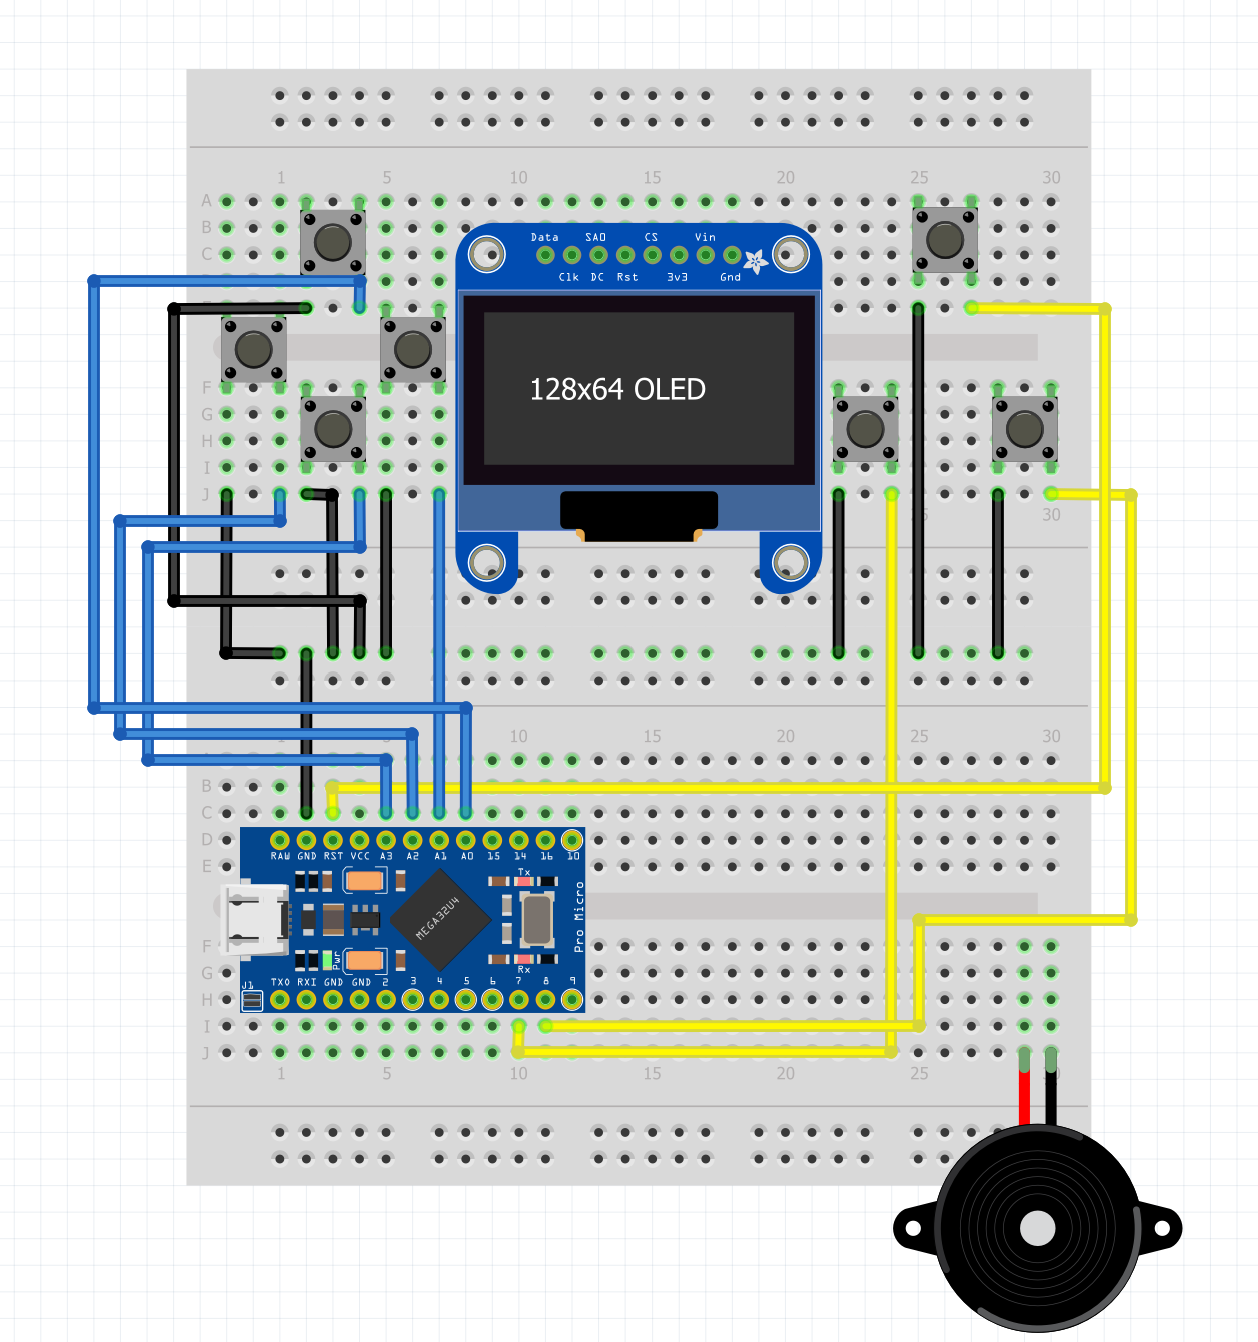 1 5 10 15 20 25 30
A
B
C
Data SAO CS Vin
Clk DC Rst 3v3 Gnd
128x64 OLED
F
G
H
I
J
30
10 15 20 25 30
B
C
D
E
RAW GND RST VCC A3 A2 A1 A0 15 14 16 10
Tx
MEGA32U4
Pro Micro
Pwr
Rx
F
G
H
I
J
J1 TXO RXI GND GND 2 3 4 5 6 7 8 9
1 5 10 15 20 25